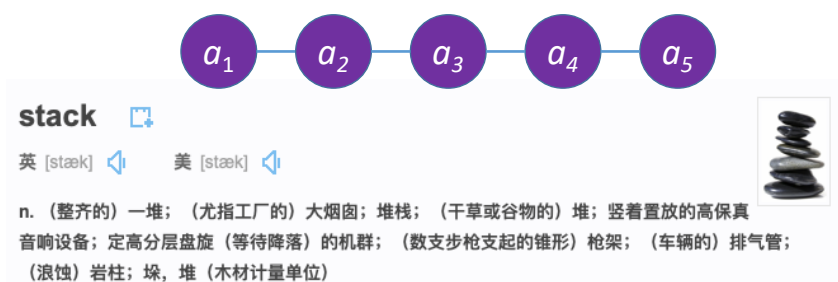 a1 a2 a3 a4 a5
stack
英 [stæk] 美 [stæk]
n. （整齐的）一堆；（尤指工厂的）大烟囱；堆栈；（干草或谷物的）堆；竖着置放的高保真
音响设备；定高分层盘旋（等待降落）的机群；（数支步枪支起的锥形）枪架；（车辆的）排气管；
（浪蚀）岩柱；垛，堆（木材计量单位）